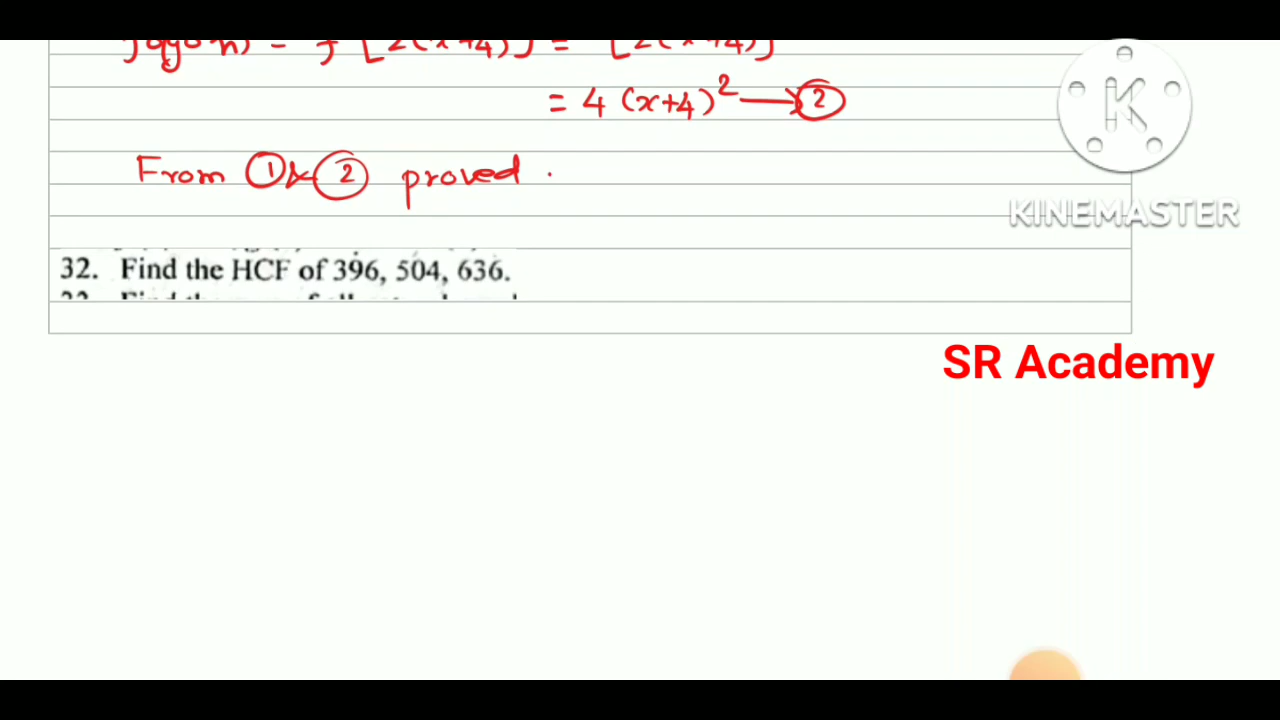 = 4 (x+4)² → ②
From ① & ② proved .
KINEMASTER
32. Find the HCF of 396, 504, 636.
SR Academy